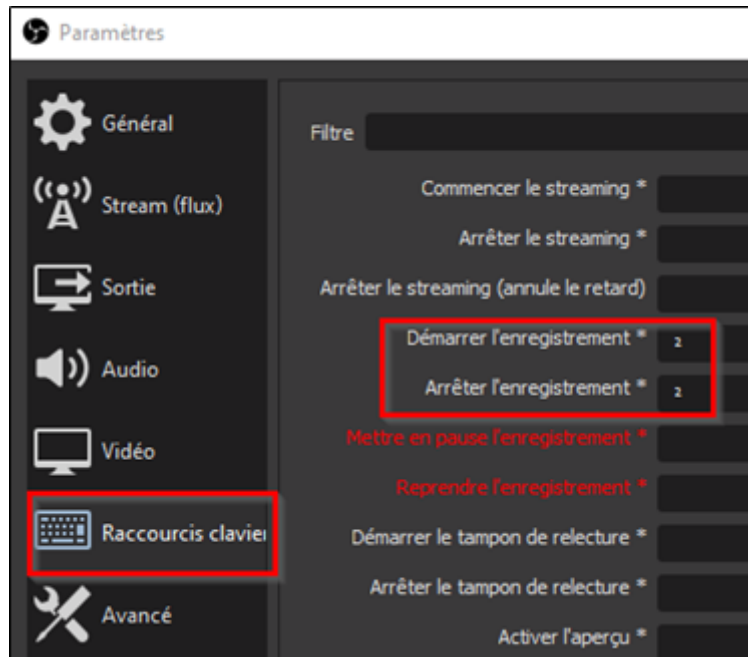 Paramètres
Général
Stream (flux)
Sortie
Audio
Vidéo
Raccourcis clavier
Avancé
Filtre
Commencer le streaming *
Arrêter le streaming *
Arrêter le streaming (annule le retard)
Démarrer l'enregistrement * ²
Arrêter l'enregistrement * ²
Mettre en pause l'enregistrement *
Reprendre l'enregistrement *
Démarrer le tampon de relecture *
Arrêter le tampon de relecture *
Activer l'aperçu *